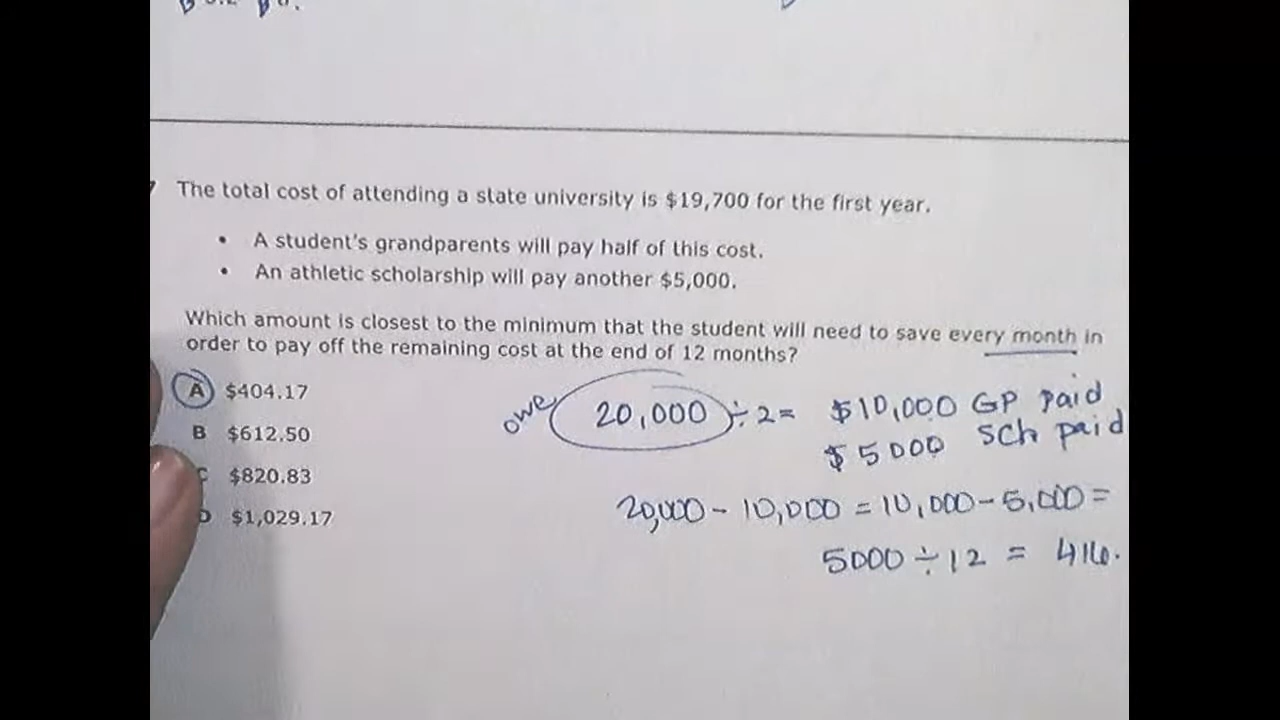 The total cost of attending a state university is $19,700 for the first year.
• A student's grandparents will pay half of this cost.
• An athletic scholarship will pay another $5,000.
Which amount is closest to the minimum that the student will need to save every month in
order to pay off the remaining cost at the end of 12 months?
A $404.17
B $612.50
C $820.83
D $1,029.17
owe 20,000 ÷ 2 = $10,000 GP paid
$5000 Sch paid
20,000 - 10,000 = 10,000 - 5,000 =
5000 ÷ 12 = 416.